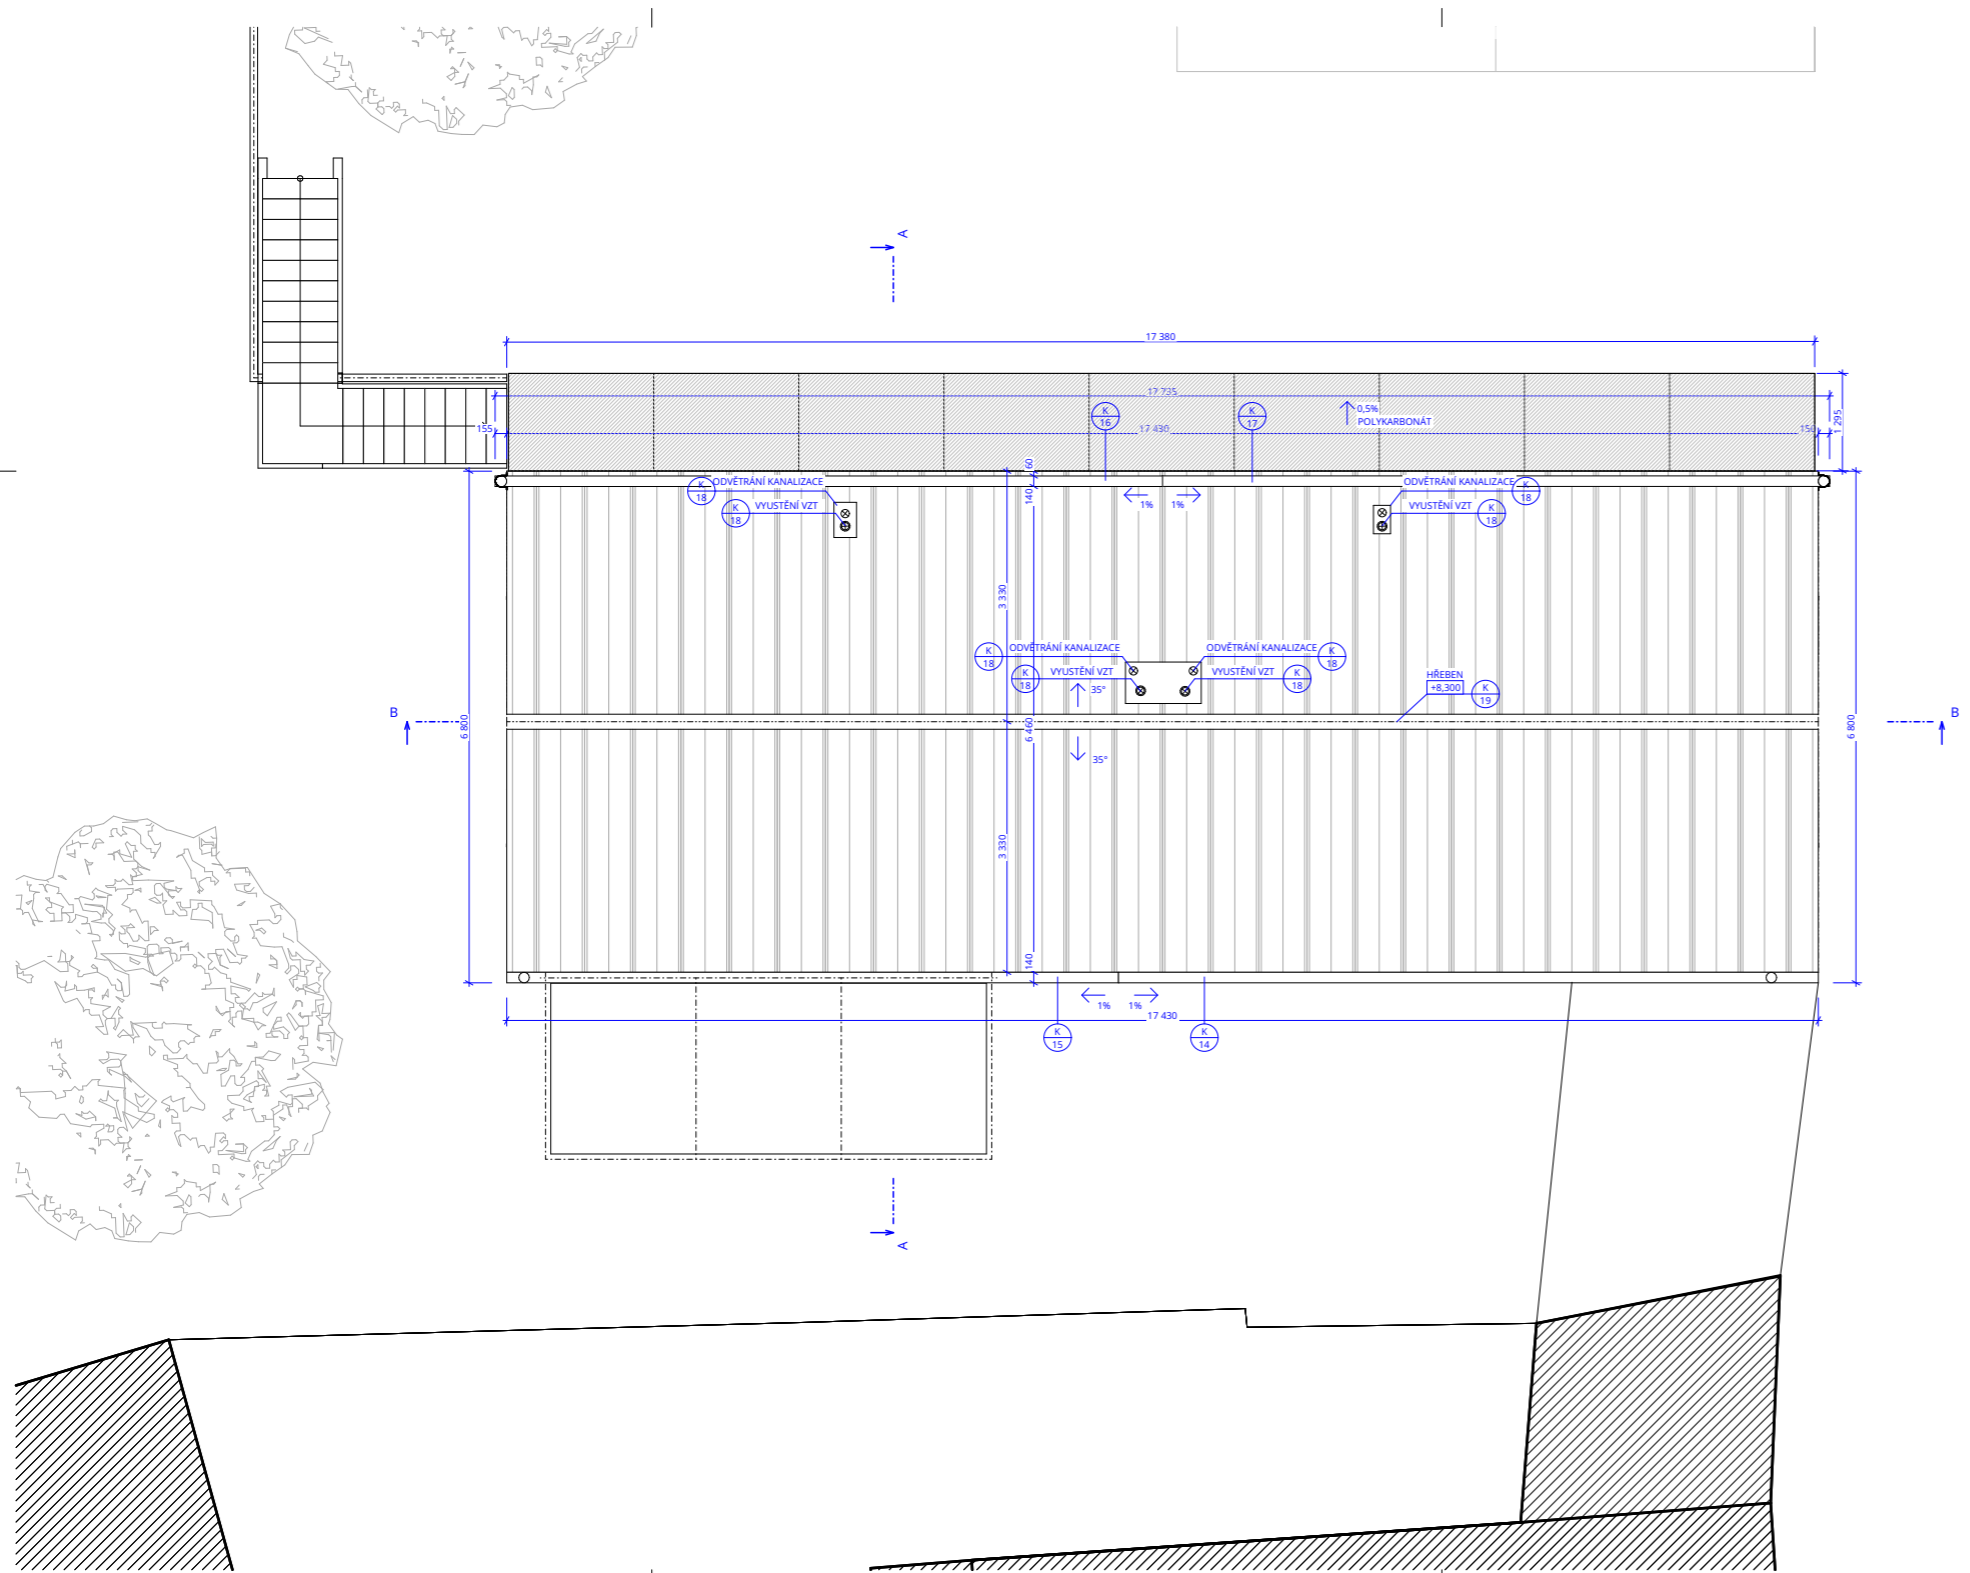 A
17 380
17 735
155
K
16
17 430
K
17
0,5%
POLYKARBONÁT
150
1 295
60
140
K
18
ODVĚTRÁNÍ KANALIZACE
K
18
VYUSTĚNÍ VZT
1%
1%
ODVĚTRÁNÍ KANALIZACE
K
18
VYUSTĚNÍ VZT
K
18
3 330
K
18
ODVĚTRÁNÍ KANALIZACE
K
18
VYUSTĚNÍ VZT
ODVĚTRÁNÍ KANALIZACE
K
18
VYUSTĚNÍ VZT
K
18
35°
HŘEBEN
+8,300
K
19
B
6 800
6 460
6 800
B
35°
3 330
140
1%
1%
17 430
K
15
K
14
A